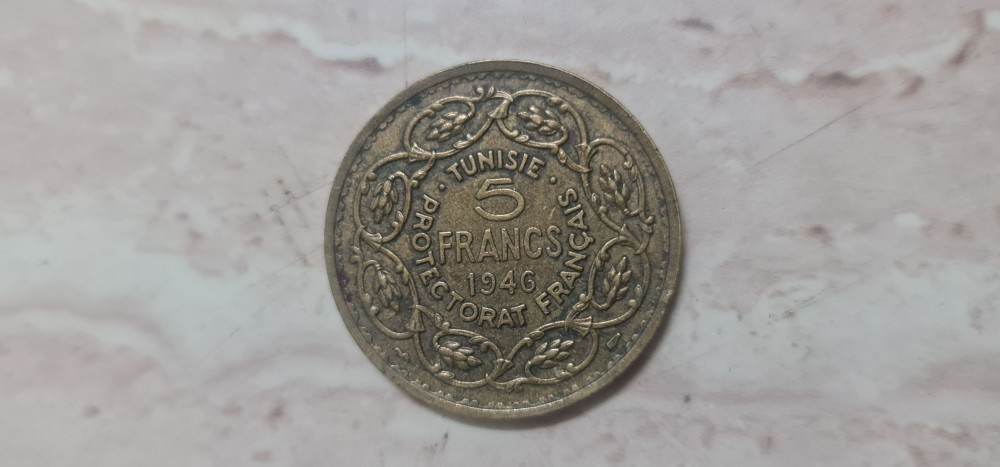 · TUNISIE ·
5
FRANCS
1946
PROTECTORAT FRANÇAIS